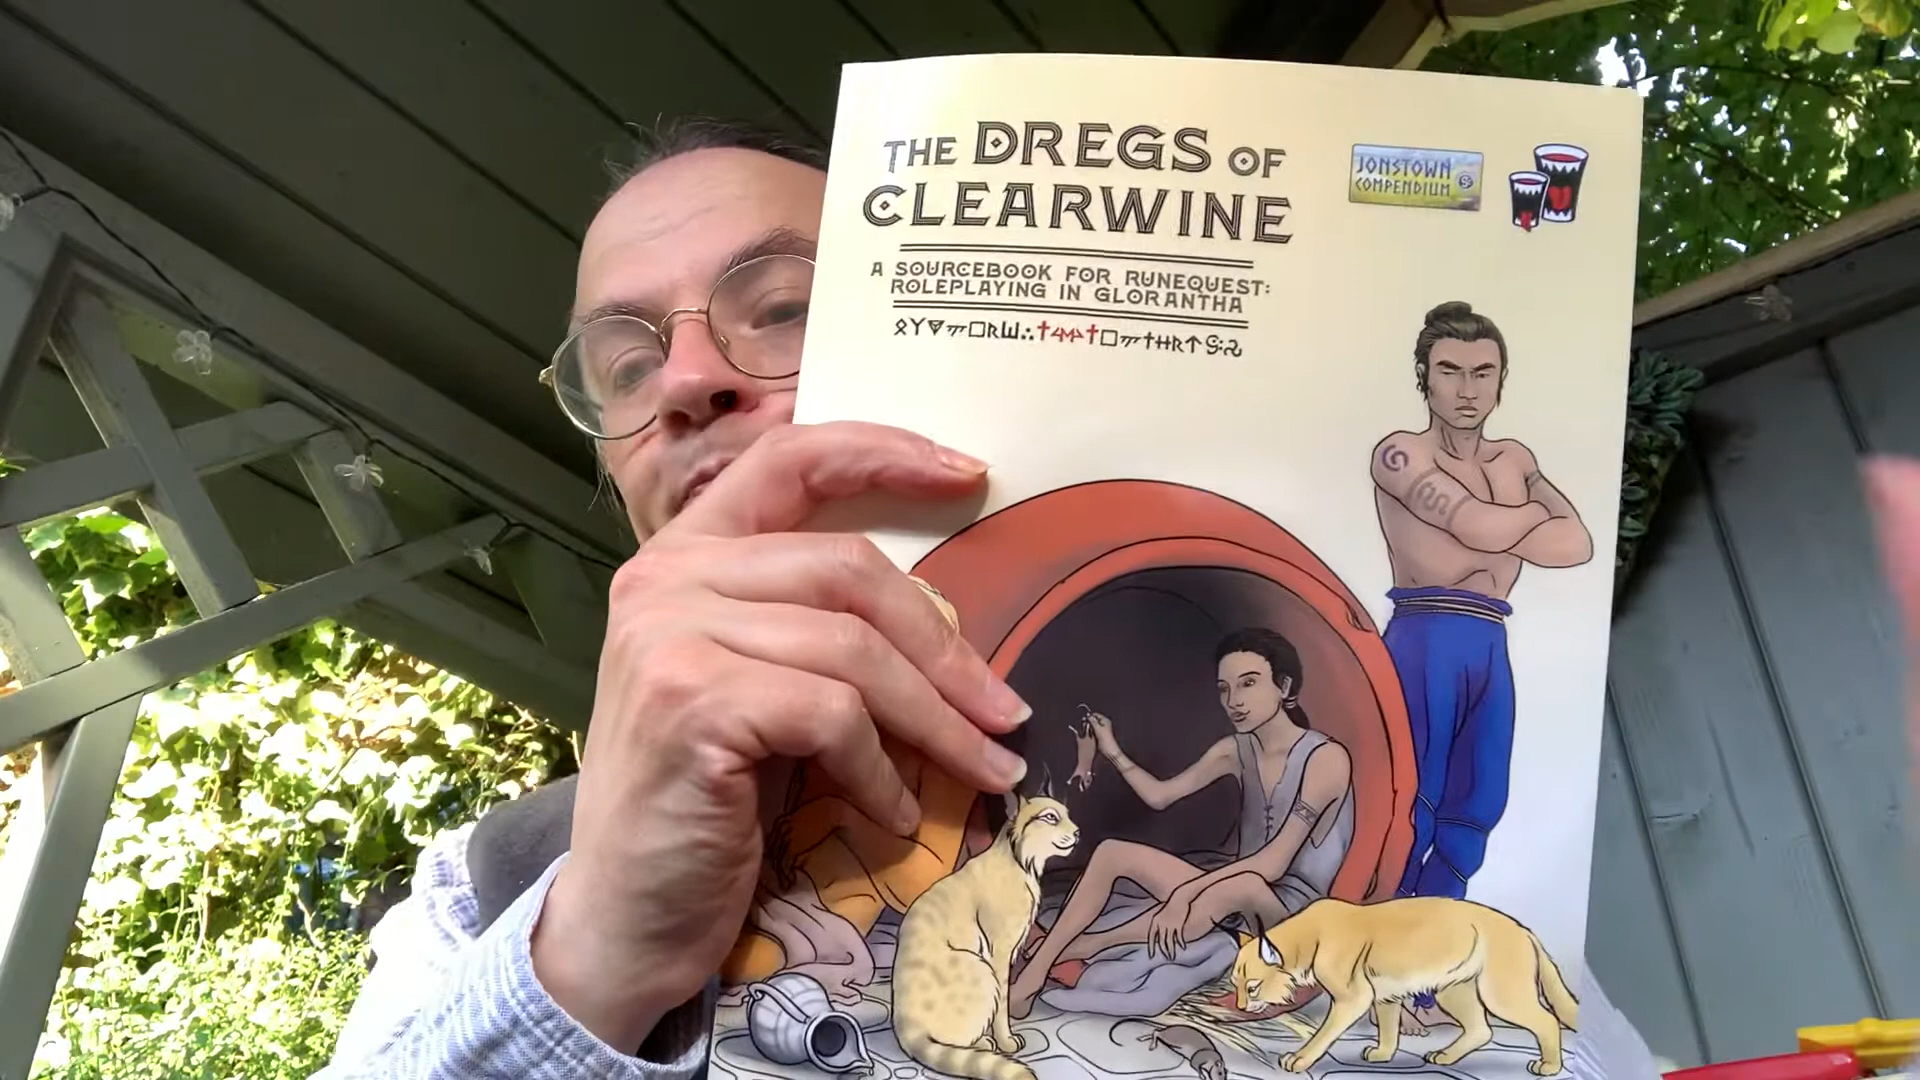 THE DREGS OF
CLEARWINE
A SOURCEBOOK FOR RUNEQUEST:
ROLEPLAYING IN GLORANTHA
JONSTOWN
COMPENDIUM